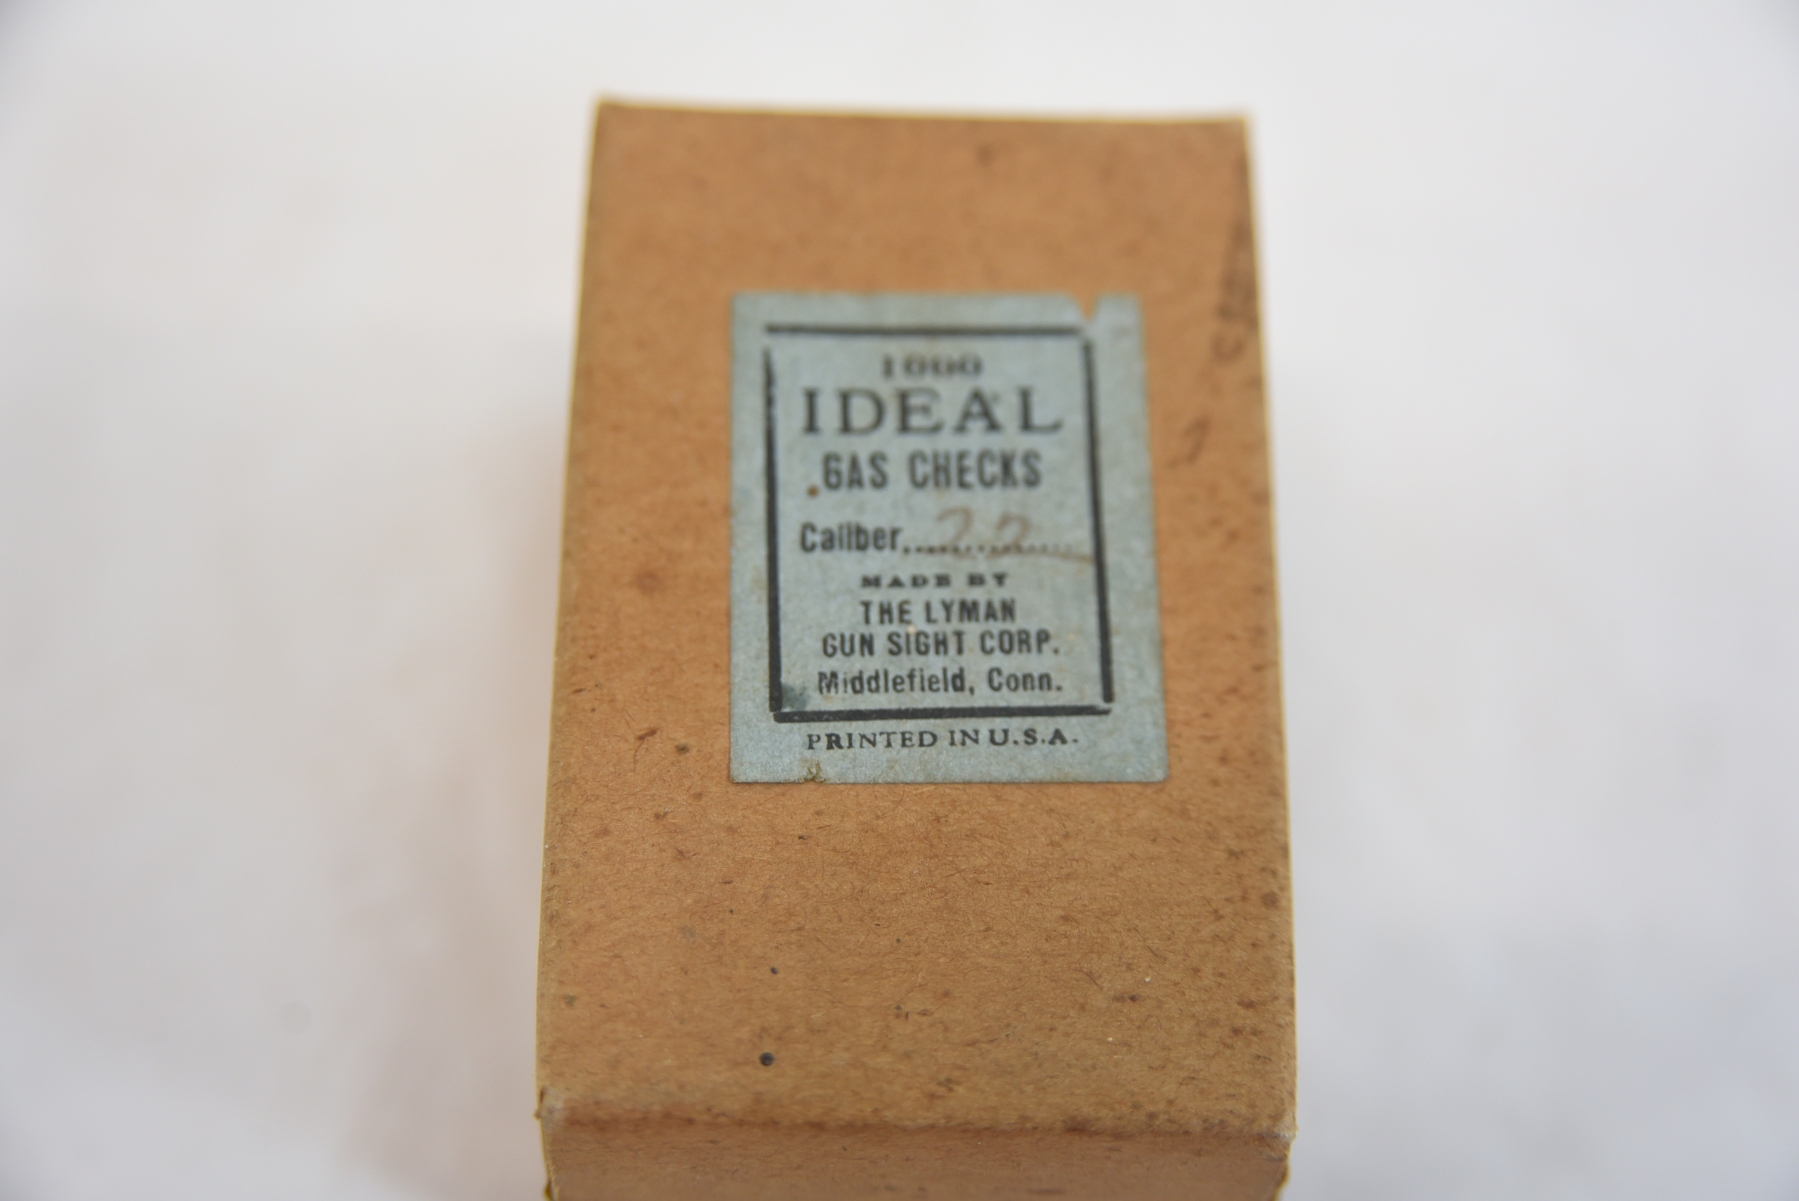 1000
IDEAL
GAS CHECKS
Caliber................ 22
MADE BY
THE LYMAN
GUN SIGHT CORP.
Middlefield, Conn.
PRINTED IN U.S.A.